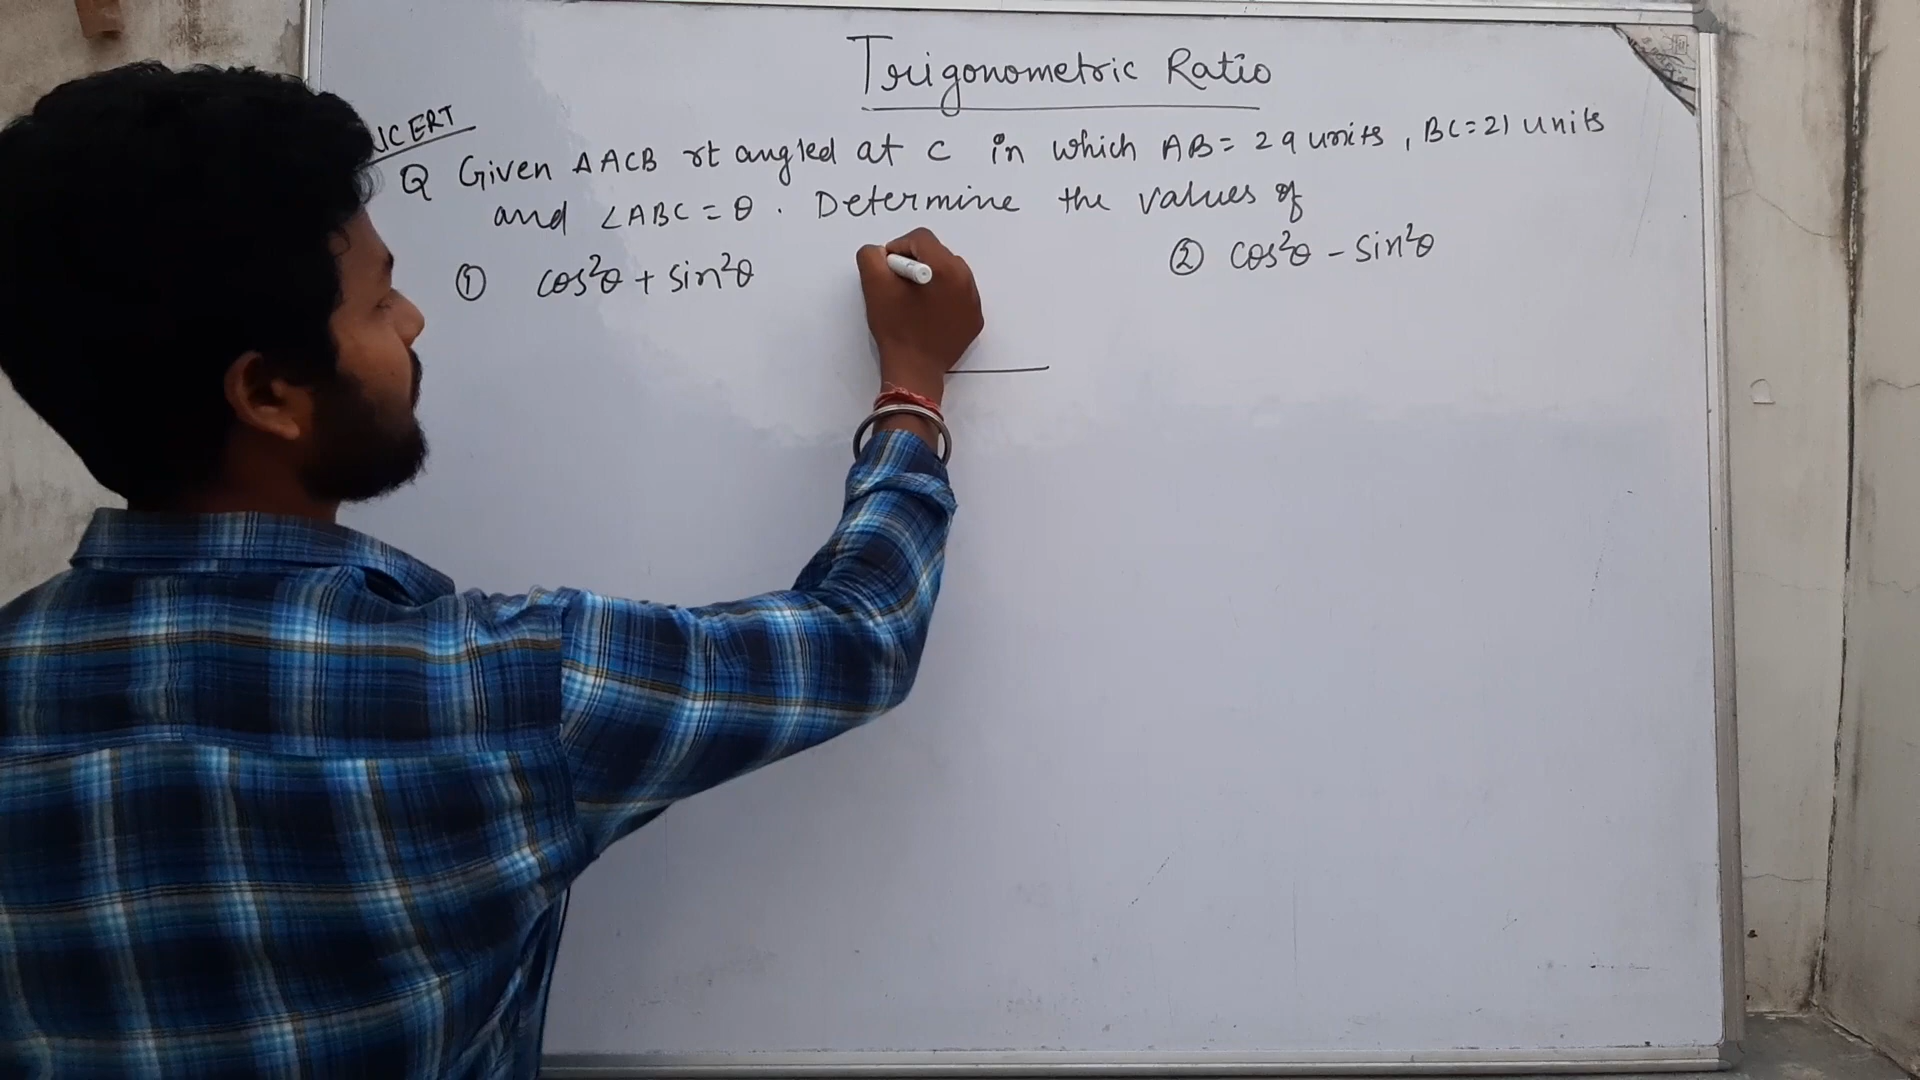 Trigonometric Ratio
NCERT
Q Given ΔACB rt angled at C in which AB = 29 units, BC = 21 units
and ∠ABC = θ. Determine the values of
① cos²θ + sin²θ ② cos²θ - sin²θ